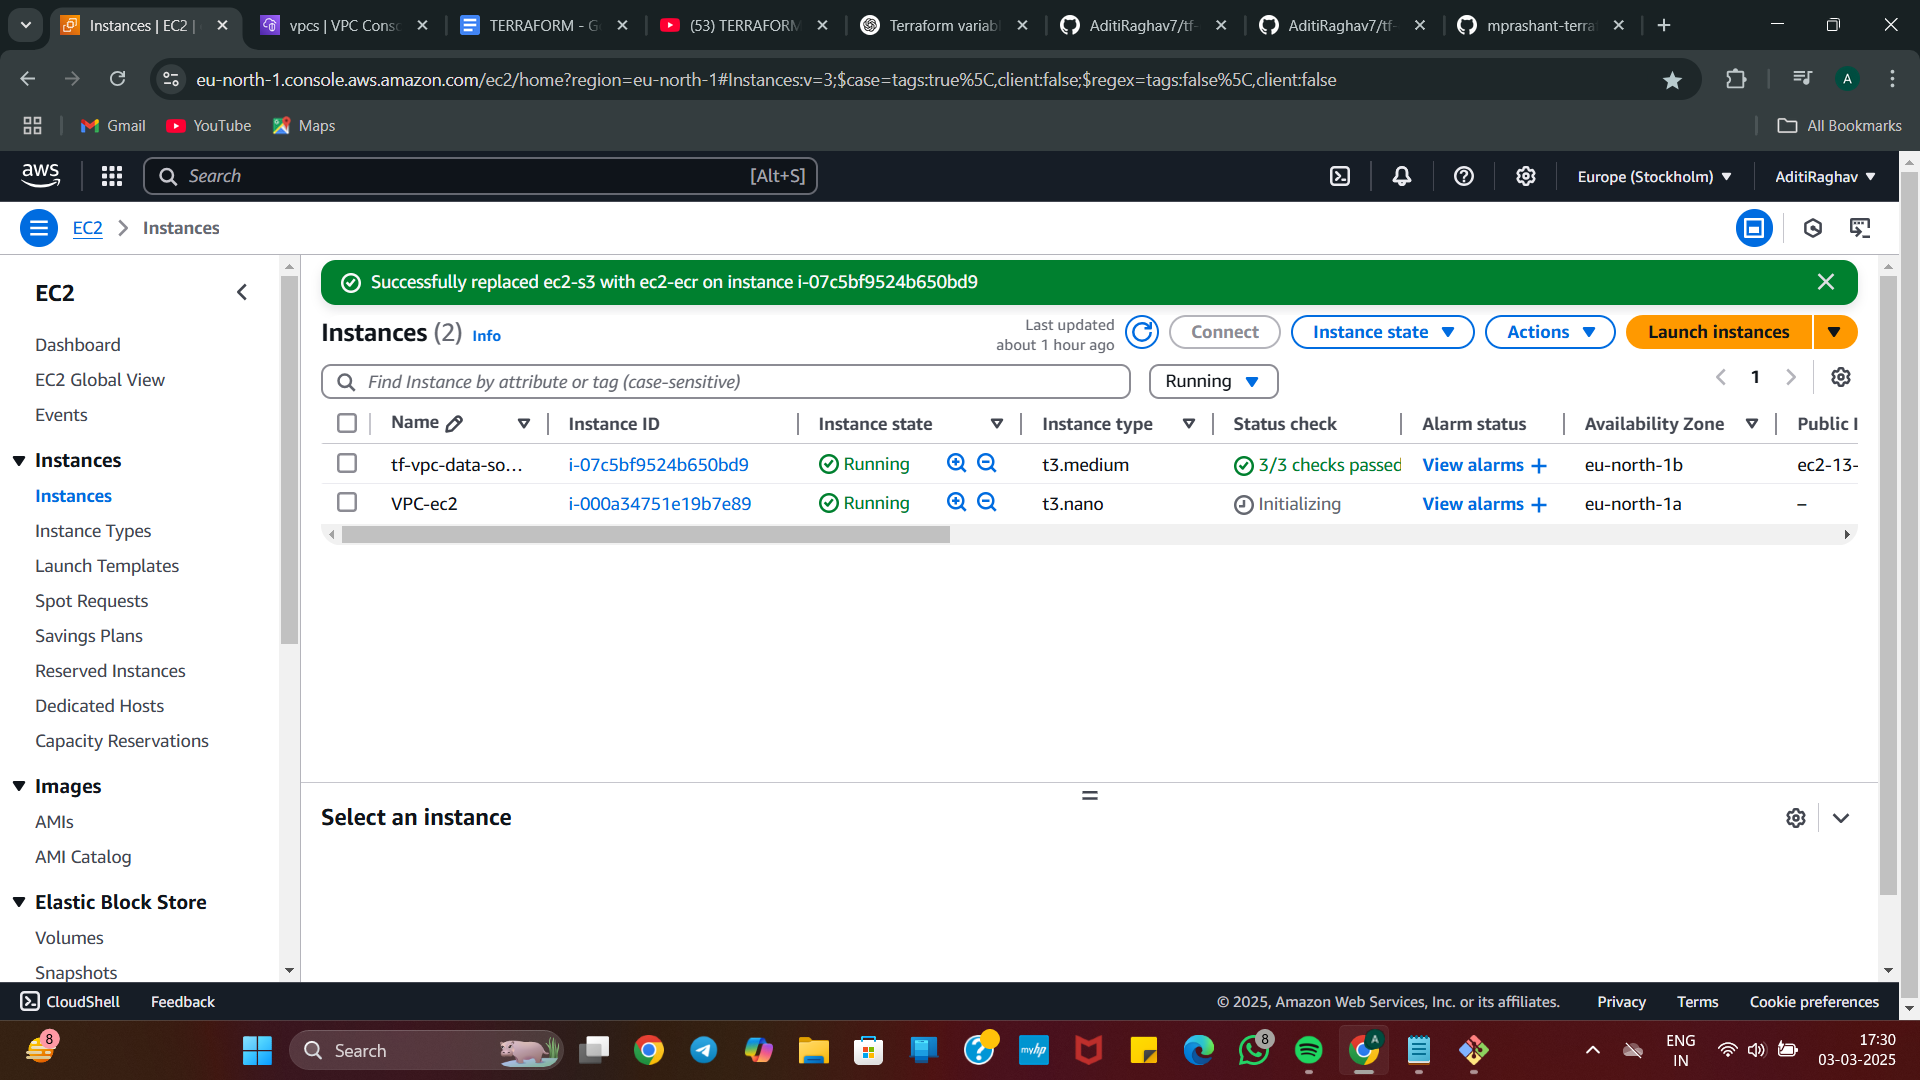 Instances | EC2 |
vpcs | VPC Consc
TERRAFORM - G
(53) TERRAFORM
Terraform variab
AditiRaghav7/tf-
AditiRaghav7/tf-
mprashant-terra
eu-north-1.console.aws.amazon.com/ec2/home?region=eu-north-1#Instances:v=3;$case=tags:true%5C,client:false;$regex=tags:false%5C,client:false
A
Gmail
YouTube
Maps
All Bookmarks
aws
Search
[Alt+S]
Europe (Stockholm)
AditiRaghav
EC2
Instances
EC2
Dashboard
EC2 Global View
Events
Instances
Instances
Instance Types
Launch Templates
Spot Requests
Savings Plans
Reserved Instances
Dedicated Hosts
Capacity Reservations
Images
AMIs
AMI Catalog
Elastic Block Store
Volumes
Snapshots
Successfully replaced ec2-s3 with ec2-ecr on instance i-07c5bf9524b650bd9
Instances (2) Info
Last updated
about 1 hour ago
Connect
Instance state
Actions
Launch instances
Find Instance by attribute or tag (case-sensitive)
Running
1
Name Instance ID Instance state Instance type Status check Alarm status Availability Zone Public I
tf-vpc-data-so... i-07c5bf9524b650bd9 Running t3.medium 3/3 checks passed View alarms + eu-north-1b ec2-13-
VPC-ec2 i-000a34751e19b7e89 Running t3.nano Initializing View alarms + eu-north-1a –
Select an instance
CloudShell
Feedback
© 2025, Amazon Web Services, Inc. or its affiliates.
Privacy
Terms
Cookie preferences
8
Search
myhp
8
A
ENG
IN
17:30
03-03-2025